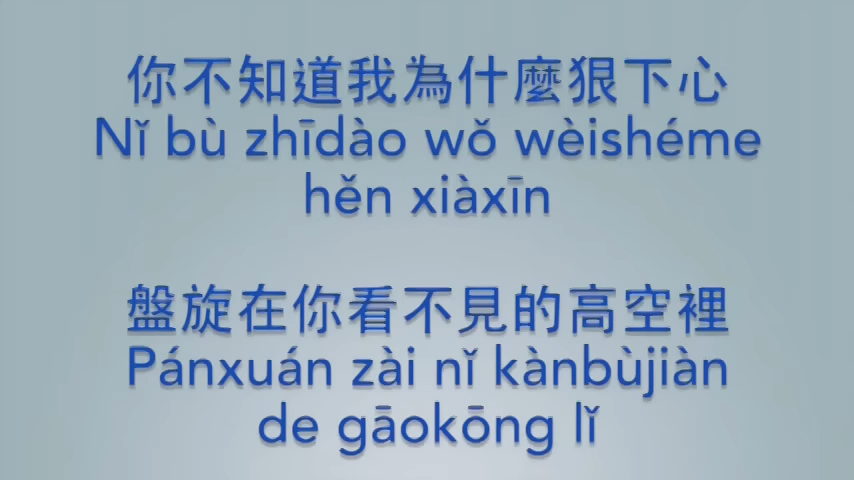 你不知道我為什麼狠下心
Nǐ bù zhīdào wǒ wèishéme
hěn xiàxīn
盤旋在你看不見的高空裡
Pánxuán zài nǐ kànbùjiàn
de gāokōng lǐ